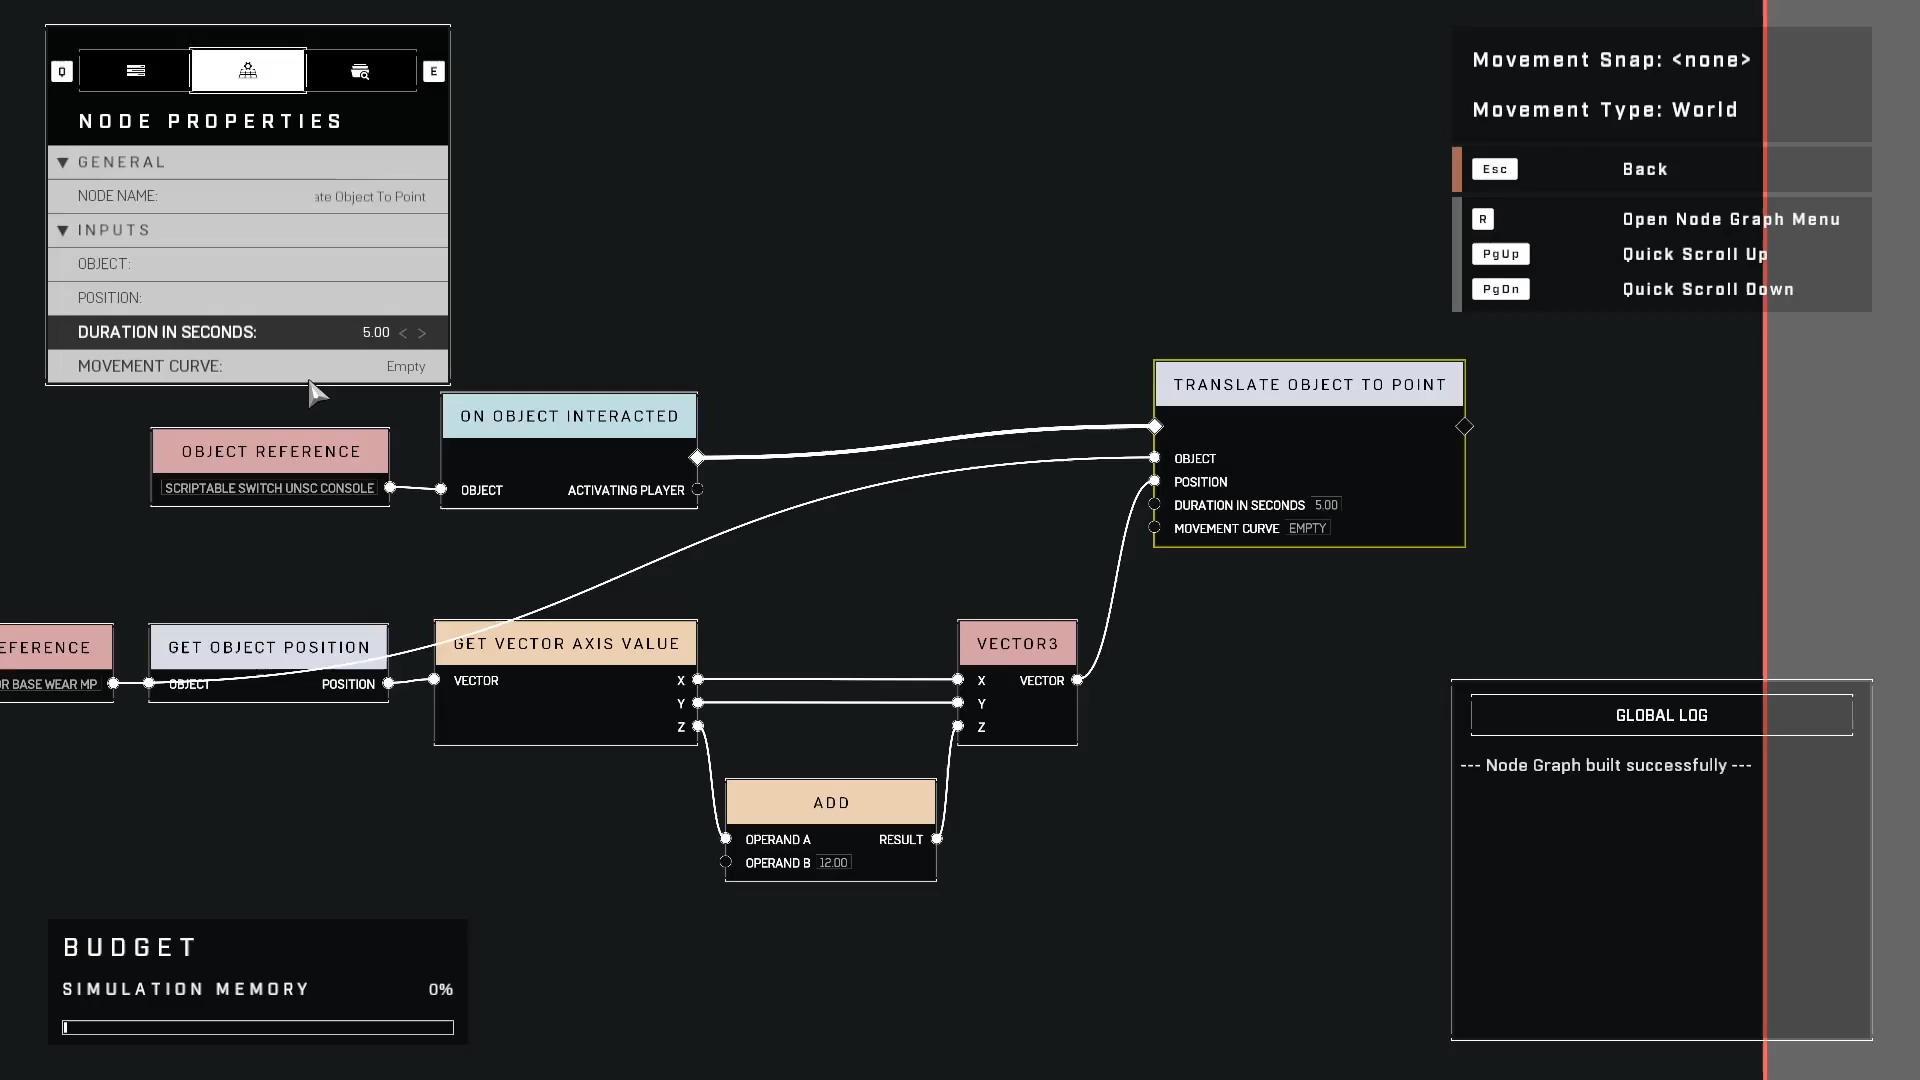 Q
E
NODE PROPERTIES
GENERAL
NODE NAME: ate Object To Point
INPUTS
OBJECT:
POSITION:
DURATION IN SECONDS: 5.00 < >
MOVEMENT CURVE: Empty
Movement Snap: <none>
Movement Type: World
Esc Back
R Open Node Graph Menu
PgUp Quick Scroll Up
PgDn Quick Scroll Down
OBJECT REFERENCE
SCRIPTABLE SWITCH UNSC CONSOLE
ON OBJECT INTERACTED
OBJECT ACTIVATING PLAYER
TRANSLATE OBJECT TO POINT
OBJECT
POSITION
DURATION IN SECONDS 5.00
MOVEMENT CURVE EMPTY
EFERENCE
OR BASE WEAR MP
GET OBJECT POSITION
OBJECT POSITION
GET VECTOR AXIS VALUE
VECTOR X
Y
Z
VECTOR3
X VECTOR
Y
Z
ADD
OPERAND A RESULT
OPERAND B 12.00
GLOBAL LOG
--- Node Graph built successfully ---
BUDGET
SIMULATION MEMORY 0%